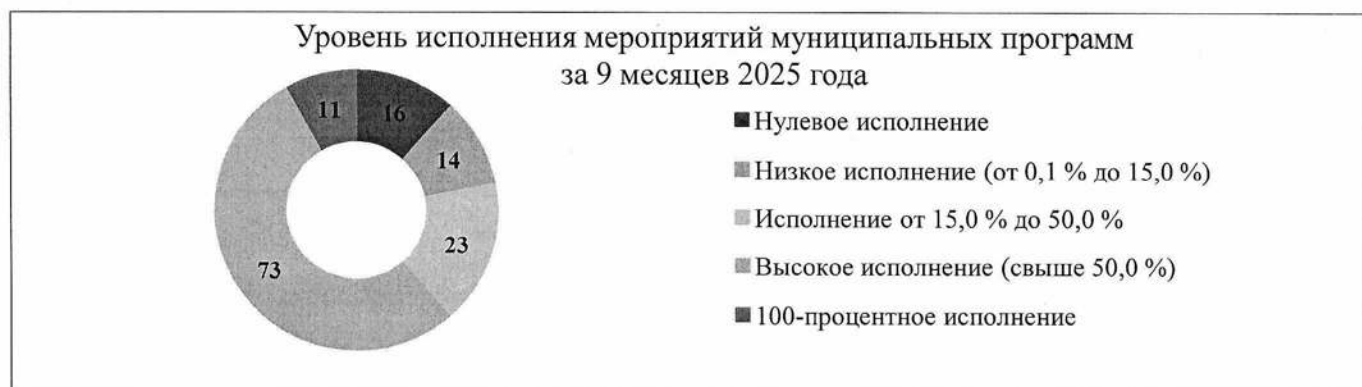 Уровень исполнения мероприятий муниципальных программ
за 9 месяцев 2025 года
11
16
14
23
73
Нулевое исполнение
Низкое исполнение (от 0,1 % до 15,0 %)
Исполнение от 15,0 % до 50,0 %
Высокое исполнение (свыше 50,0 %)
100-процентное исполнение